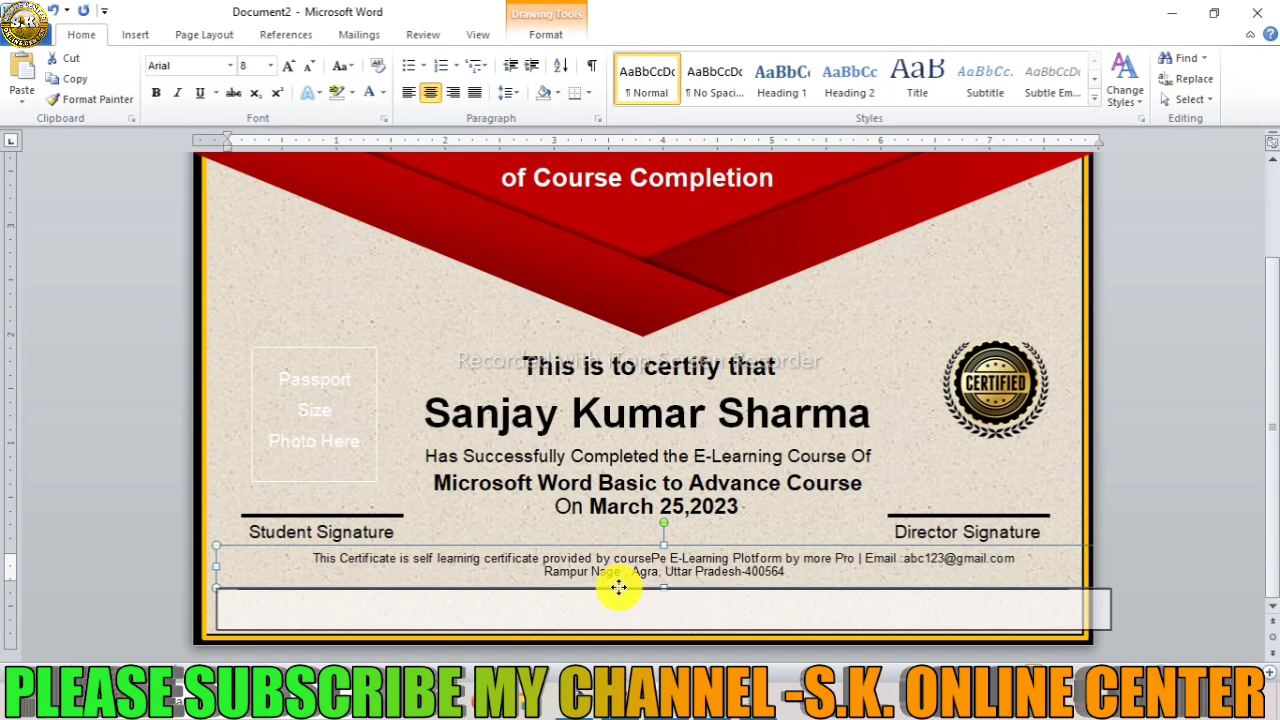 Document2 - Microsoft Word
Drawing Tools
Home Insert Page Layout References Mailings Review View Format
Paste
Cut
Copy
Format Painter
Clipboard
Arial 8
Font
Paragraph
AaBbCcDc AaBbCcDc AaBbC AaBbCc AaB AaBbCc. AaBbCcDc
¶ Normal ¶ No Spaci... Heading 1 Heading 2 Title Subtitle Subtle Em...
Change Styles
Styles
Find
Replace
Select
Editing
of Course Completion
Recorded with iTop Screen Recorder
This is to certify that
Passport
Size
Photo Here
CERTIFIED
Sanjay Kumar Sharma
Has Successfully Completed the E-Learning Course Of
Microsoft Word Basic to Advance Course
On March 25,2023
Student Signature
Director Signature
This Certificate is self learning certificate provided by coursePe E-Learning Plotform by more Pro | Email :abc123@gmail.com
Rampur Nage , Agra, Uttar Pradesh-400564
PLEASE SUBSCRIBE MY CHANNEL -S.K. ONLINE CENTER